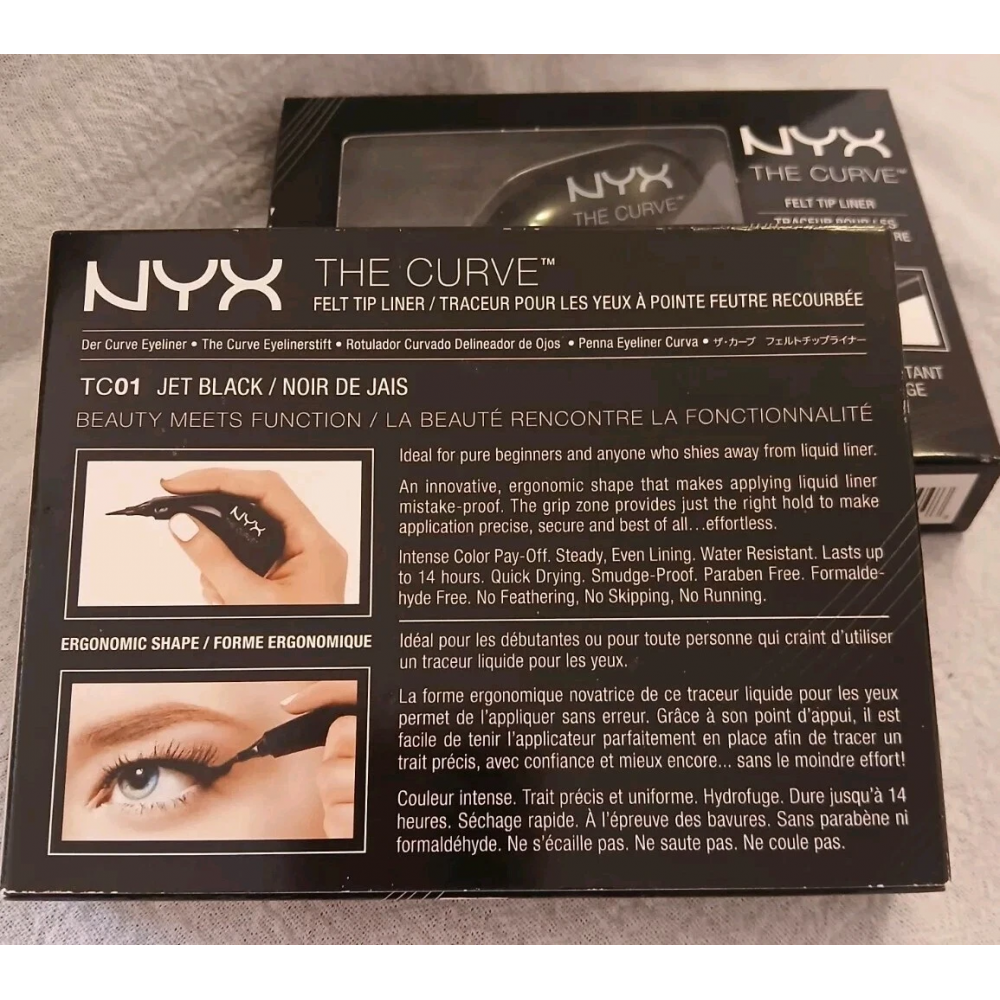 NYX
THE CURVE™
NYX
THE CURVE™
FELT TIP LINER
TRACEUR POUR LES
RE
TANT
GE
NYX THE CURVE™
FELT TIP LINER / TRACEUR POUR LES YEUX À POINTE FEUTRE RECOURBÉE
Der Curve Eyeliner • The Curve Eyelinerstift • Rotulador Curvado Delineador de Ojos • Penna Eyeliner Curva • ザ・カーブ フェルトチップライナー
TC01 JET BLACK / NOIR DE JAIS
BEAUTY MEETS FUNCTION / LA BEAUTÉ RENCONTRE LA FONCTIONNALITÉ
NYX
ERGONOMIC SHAPE / FORME ERGONOMIQUE
Ideal for pure beginners and anyone who shies away from liquid liner.
An innovative, ergonomic shape that makes applying liquid liner
mistake-proof. The grip zone provides just the right hold to make
application precise, secure and best of all...effortless.
Intense Color Pay-Off. Steady, Even Lining. Water Resistant. Lasts up
to 14 hours. Quick Drying. Smudge-Proof. Paraben Free. Formalde-
hyde Free. No Feathering, No Skipping, No Running.
Idéal pour les débutantes ou pour toute personne qui craint d'utiliser
un traceur liquide pour les yeux.
La forme ergonomique novatrice de ce traceur liquide pour les yeux
permet de l'appliquer sans erreur. Grâce à son point d'appui, il est
facile de tenir l'applicateur parfaitement en place afin de tracer un
trait précis, avec confiance et mieux encore... sans le moindre effort!
Couleur intense. Trait précis et uniforme. Hydrofuge. Dure jusqu'à 14
heures. Séchage rapide. À l'épreuve des bavures. Sans parabène ni
formaldéhyde. Ne s'écaille pas. Ne saute pas. Ne coule pas.